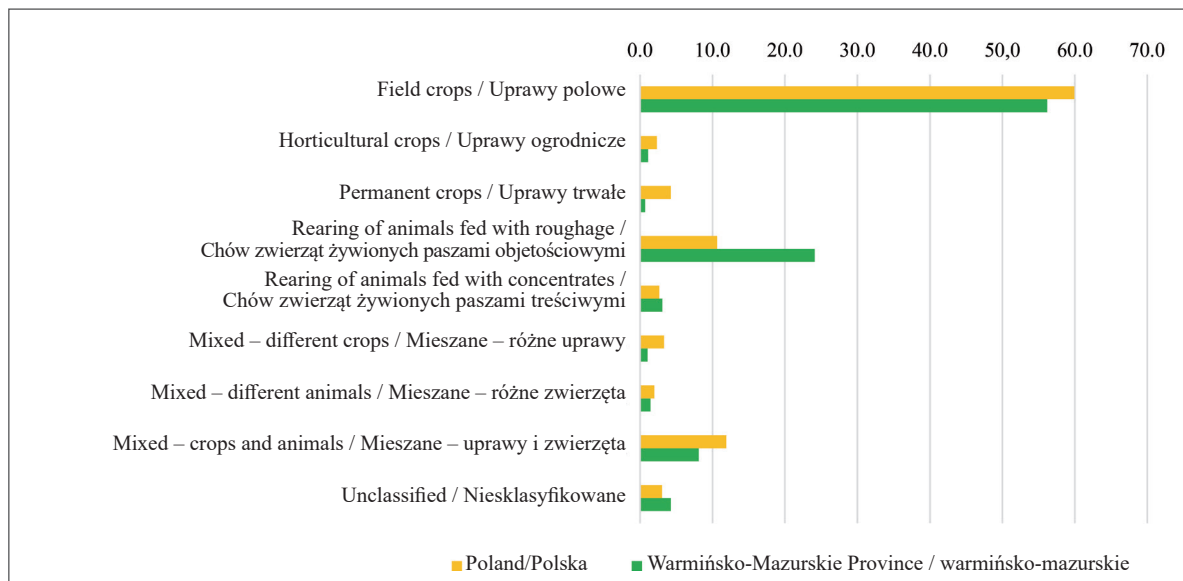 0.0 10.0 20.0 30.0 40.0 50,0 60.0 70.0
Field crops / Uprawy polowe
Horticultural crops / Uprawy ogrodnicze
Permanent crops / Uprawy trwałe
Rearing of animals fed with roughage /
Chów zwierząt żywionych paszami objętościowymi
Rearing of animals fed with concentrates /
Chów zwierząt żywionych paszami treściwymi
Mixed – different crops / Mieszane – różne uprawy
Mixed – different animals / Mieszane – różne zwierzęta
Mixed – crops and animals / Mieszane – uprawy i zwierzęta
Unclassified / Niesklasyfikowane
Poland/Polska Warmińsko-Mazurskie Province / warmińsko-mazurskie